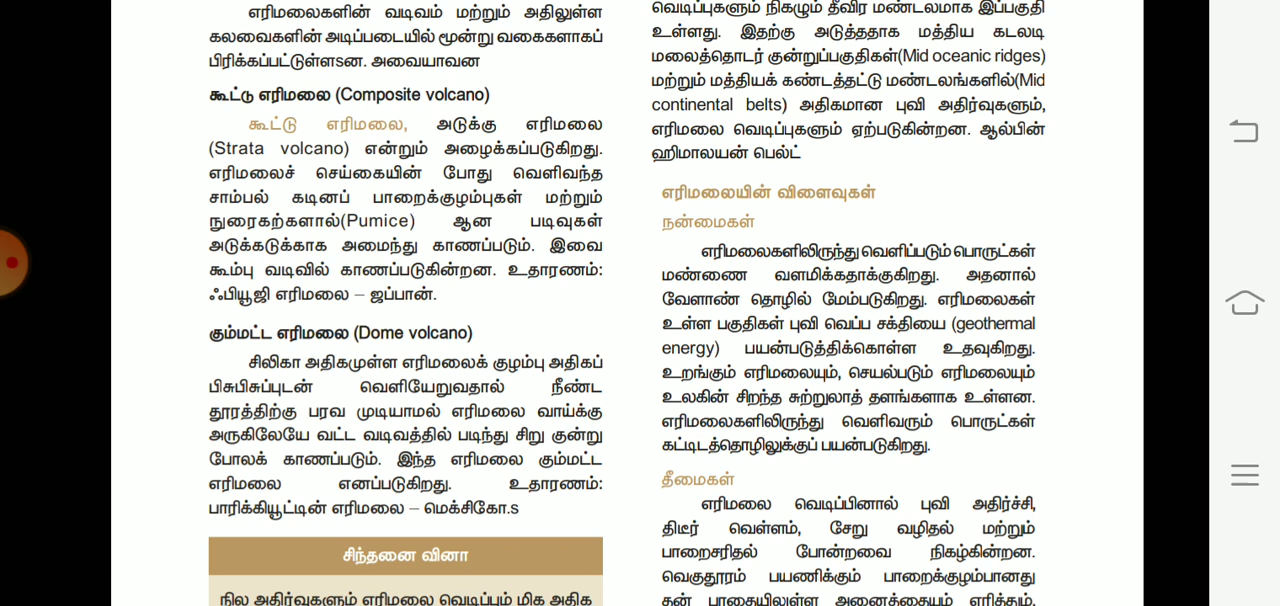 எரிமலைகளின் வடிவம் மற்றும் அதிலுள்ள
கலவைகளின் அடிப்படையில் மூன்று வகைகளாகப்
பிரிக்கப்பட்டுள்ளsன. அவையாவன
கூட்டு எரிமலை (Composite volcano)
கூட்டு எரிமலை, அடுக்கு எரிமலை
(Strata volcano) என்றும் அழைக்கப்படுகிறது.
எரிமலைச் செய்கையின் போது வெளிவந்த
சாம்பல் கடினப் பாறைக்குழம்புகள் மற்றும்
நுரைகற்களால்(Pumice) ஆன படிவுகள்
அடுக்கடுக்காக அமைந்து காணப்படும். இவை
கூம்பு வடிவில் காணப்படுகின்றன. உதாரணம்:
ஃபியூஜி எரிமலை – ஜப்பான்.
கும்மட்ட எரிமலை (Dome volcano)
சிலிகா அதிகமுள்ள எரிமலைக் குழம்பு அதிகப்
பிசுபிசுப்புடன் வெளியேறுவதால் நீண்ட
தூரத்திற்கு பரவ முடியாமல் எரிமலை வாய்க்கு
அருகிலேயே வட்ட வடிவத்தில் படிந்து சிறு குன்று
போலக் காணப்படும். இந்த எரிமலை கும்மட்ட
எரிமலை எனப்படுகிறது. உதாரணம்:
பாரிக்கியூட்டின் எரிமலை – மெக்சிகோ.s
சிந்தனை வினா
நில அதிர்வுகளும் எரிமலை வெடிப்பும் மிக அதிக
வெடிப்புகளும் நிகழும் தீவிர மண்டலமாக இப்பகுதி
உள்ளது. இதற்கு அடுத்ததாக மத்திய கடலடி
மலைத்தொடர் குன்றுப்பகுதிகள்(Mid oceanic ridges)
மற்றும் மத்தியக் கண்டத்தட்டு மண்டலங்களில்(Mid
continental belts) அதிகமான புவி அதிர்வுகளும்,
எரிமலை வெடிப்புகளும் ஏற்படுகின்றன. ஆல்பின்
ஹிமாலயன் பெல்ட்
எரிமலையின் விளைவுகள்
நன்மைகள்
எரிமலைகளிலிருந்து வெளிப்படும் பொருட்கள்
மண்ணை வளமிக்கதாக்குகிறது. அதனால்
வேளாண் தொழில் மேம்படுகிறது. எரிமலைகள்
உள்ள பகுதிகள் புவி வெப்ப சக்தியை (geothermal
energy) பயன்படுத்திக்கொள்ள உதவுகிறது.
உறங்கும் எரிமலையும், செயல்படும் எரிமலையும்
உலகின் சிறந்த சுற்றுலாத் தளங்களாக உள்ளன.
எரிமலைகளிலிருந்து வெளிவரும் பொருட்கள்
கட்டிடத்தொழிலுக்குப் பயன்படுகிறது.
தீமைகள்
எரிமலை வெடிப்பினால் புவி அதிர்ச்சி,
திடீர் வெள்ளம், சேறு வழிதல் மற்றும்
பாறைசரிதல் போன்றவை நிகழ்கின்றன.
வெகுதூரம் பயணிக்கும் பாறைக்குழம்பானது
தன் பாதையிலுள்ள அனைத்தையும் எரித்தும்,